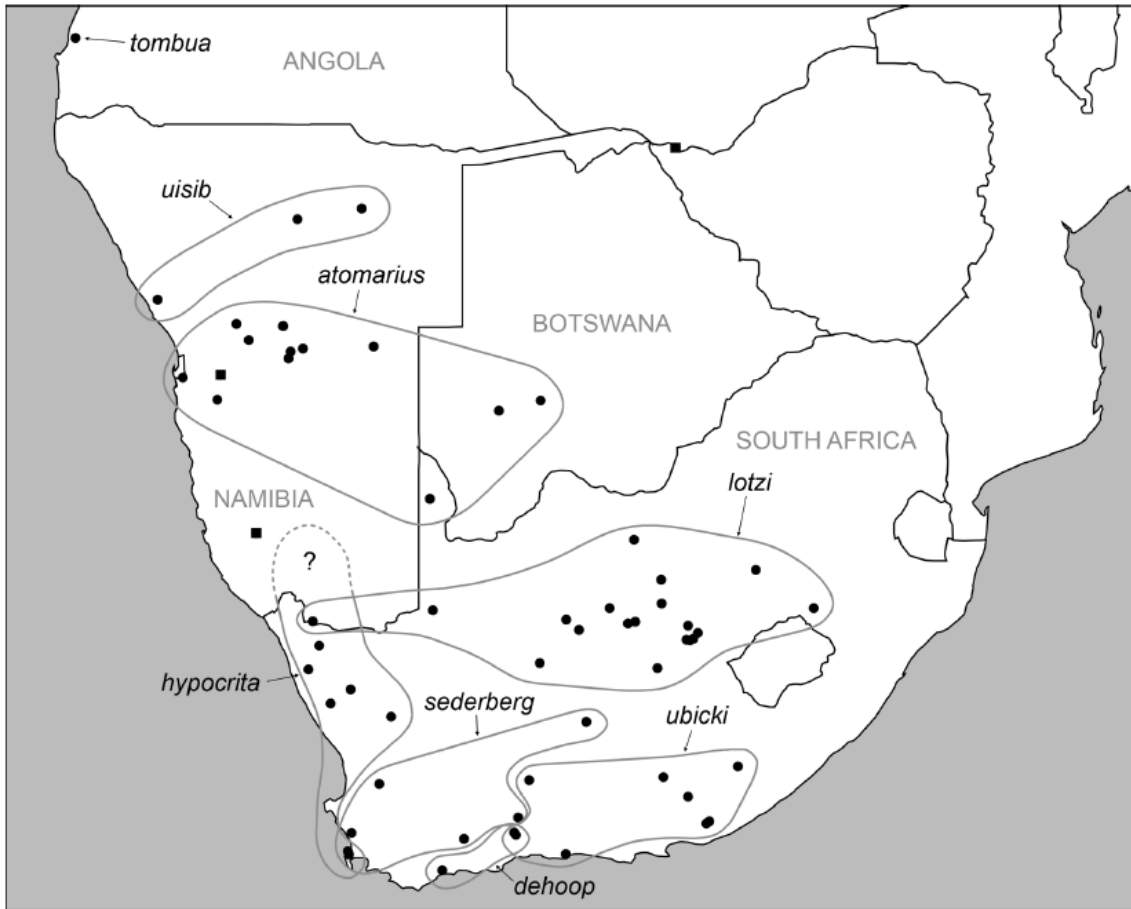 tombua
ANGOLA
uisib
atomarius
BOTSWANA
SOUTH AFRICA
lotzi
NAMIBIA
?
hypocrita
sederberg
ubicki
dehoop